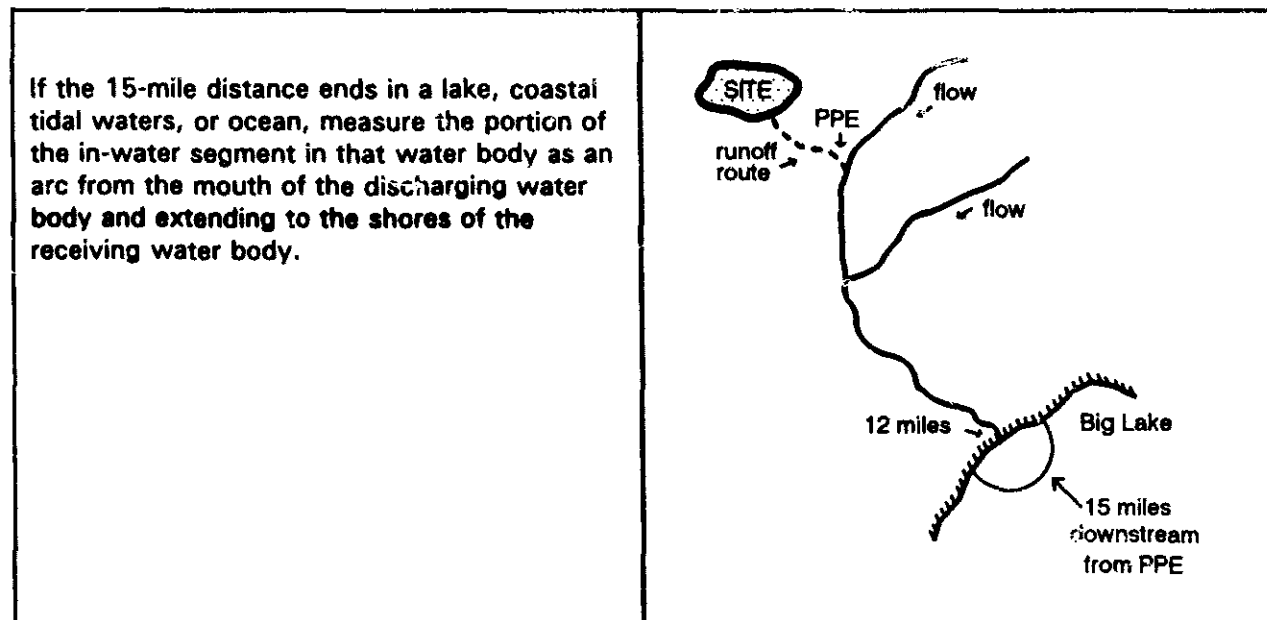 If the 15-mile distance ends in a lake, coastal
tidal waters, or ocean, measure the portion of
the in-water segment in that water body as an
arc from the mouth of the discharging water
body and extending to the shores of the
receiving water body.
SITE
flow
PPE
runoff
route
flow
12 miles
Big Lake
15 miles
downstream
from PPE